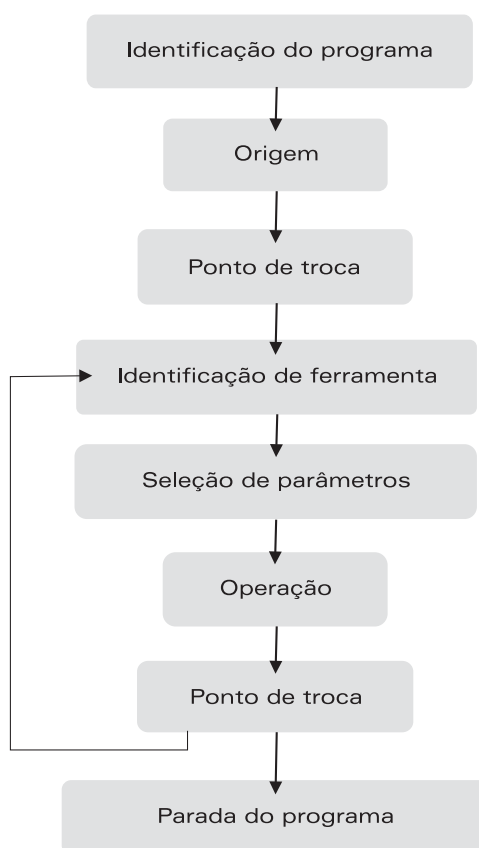 Identificação do programa
Origem
Ponto de troca
Identificação de ferramenta
Seleção de parâmetros
Operação
Ponto de troca
Parada do programa